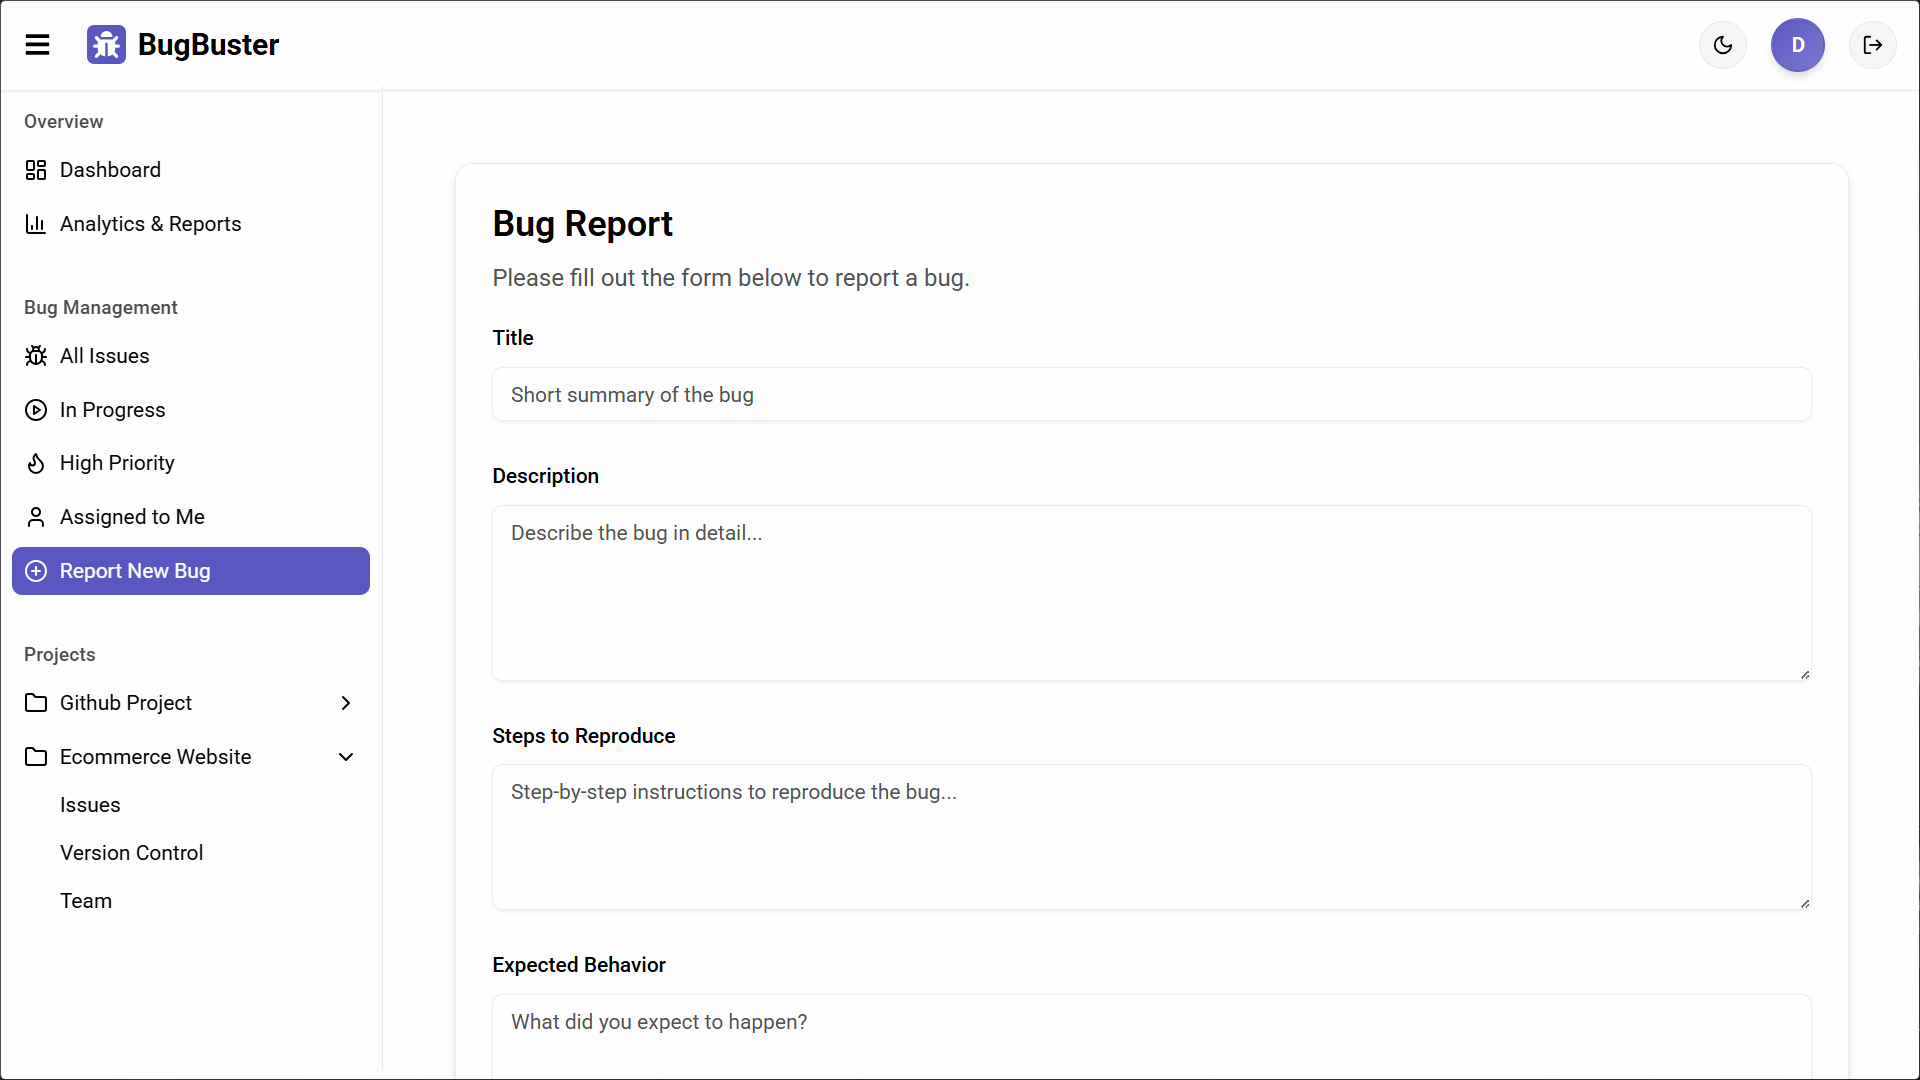 BugBuster
D
Overview
Dashboard
Analytics & Reports
Bug Management
All Issues
In Progress
High Priority
Assigned to Me
Report New Bug
Projects
Github Project
Ecommerce Website
Issues
Version Control
Team
Bug Report
Please fill out the form below to report a bug.
Title
Short summary of the bug
Description
Describe the bug in detail...
Steps to Reproduce
Step-by-step instructions to reproduce the bug...
Expected Behavior
What did you expect to happen?